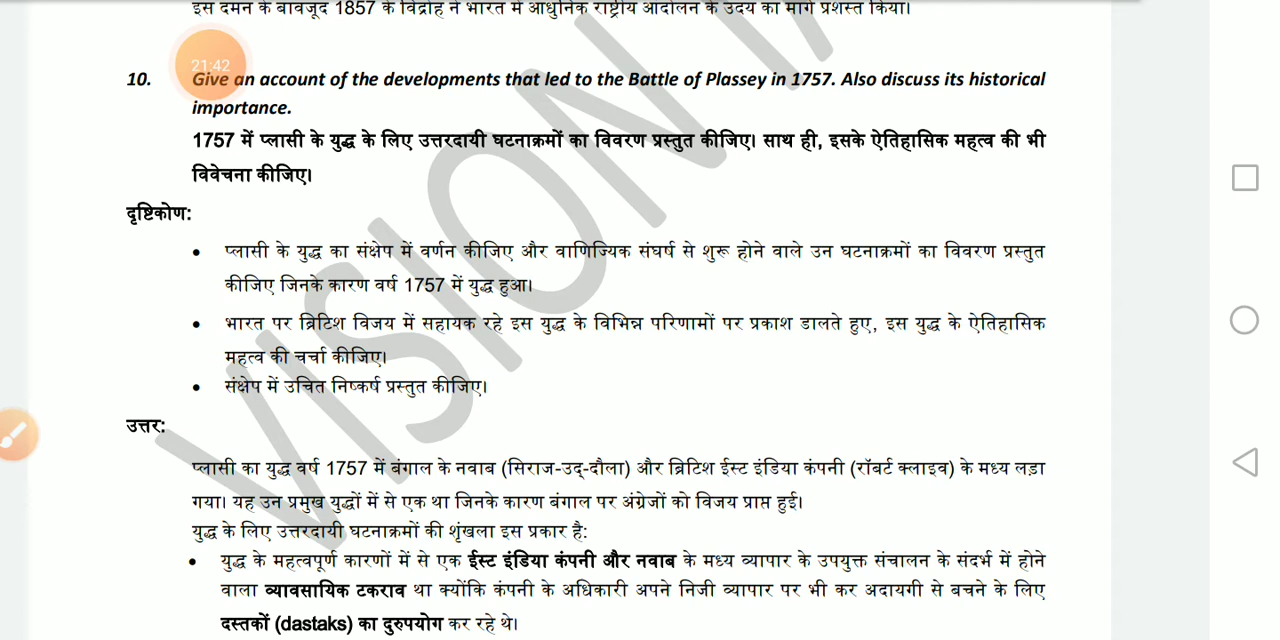 इस दमन के बावजूद 1857 के विद्रोह ने भारत में आधुनिक राष्ट्रीय आंदोलन के उदय का मार्ग प्रशस्त किया।
21:42
10. Give an account of the developments that led to the Battle of Plassey in 1757. Also discuss its historical
importance.
1757 में प्लासी के युद्ध के लिए उत्तरदायी घटनाक्रमों का विवरण प्रस्तुत कीजिए। साथ ही, इसके ऐतिहासिक महत्व की भी
विवेचना कीजिए।
दृष्टिकोण:
• प्लासी के युद्ध का संक्षेप में वर्णन कीजिए और वाणिज्यिक संघर्ष से शुरू होने वाले उन घटनाक्रमों का विवरण प्रस्तुत
कीजिए जिनके कारण वर्ष 1757 में युद्ध हुआ।
• भारत पर ब्रिटिश विजय में सहायक रहे इस युद्ध के विभिन्न परिणामों पर प्रकाश डालते हुए, इस युद्ध के ऐतिहासिक
महत्व की चर्चा कीजिए।
• संक्षेप में उचित निष्कर्ष प्रस्तुत कीजिए।
उत्तर:
प्लासी का युद्ध वर्ष 1757 में बंगाल के नवाब (सिराज-उद्-दौला) और ब्रिटिश ईस्ट इंडिया कंपनी (रॉबर्ट क्लाइव) के मध्य लड़ा
गया। यह उन प्रमुख युद्धों में से एक था जिनके कारण बंगाल पर अंग्रेजों को विजय प्राप्त हुई।
युद्ध के लिए उत्तरदायी घटनाक्रमों की शृंखला इस प्रकार है:
• युद्ध के महत्वपूर्ण कारणों में से एक ईस्ट इंडिया कंपनी और नवाब के मध्य व्यापार के उपयुक्त संचालन के संदर्भ में होने
वाला व्यावसायिक टकराव था क्योंकि कंपनी के अधिकारी अपने निजी व्यापार पर भी कर अदायगी से बचने के लिए
दस्तकों (dastaks) का दुरुपयोग कर रहे थे।
VISION IA